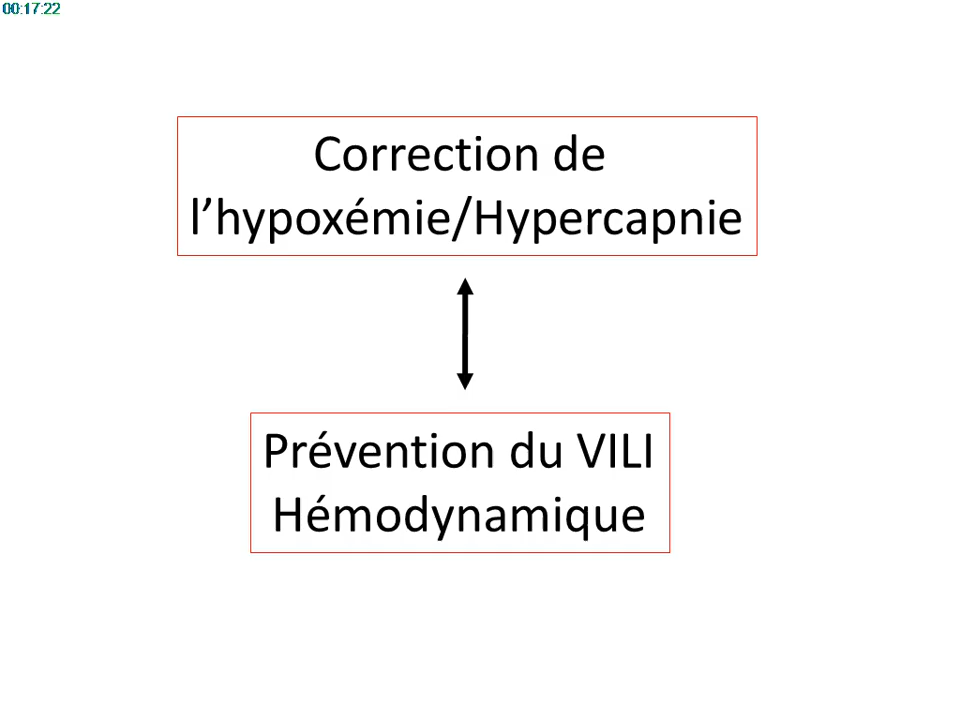 00:17:22
Correction de
l’hypoxémie/Hypercapnie
Prévention du VILI
Hémodynamique